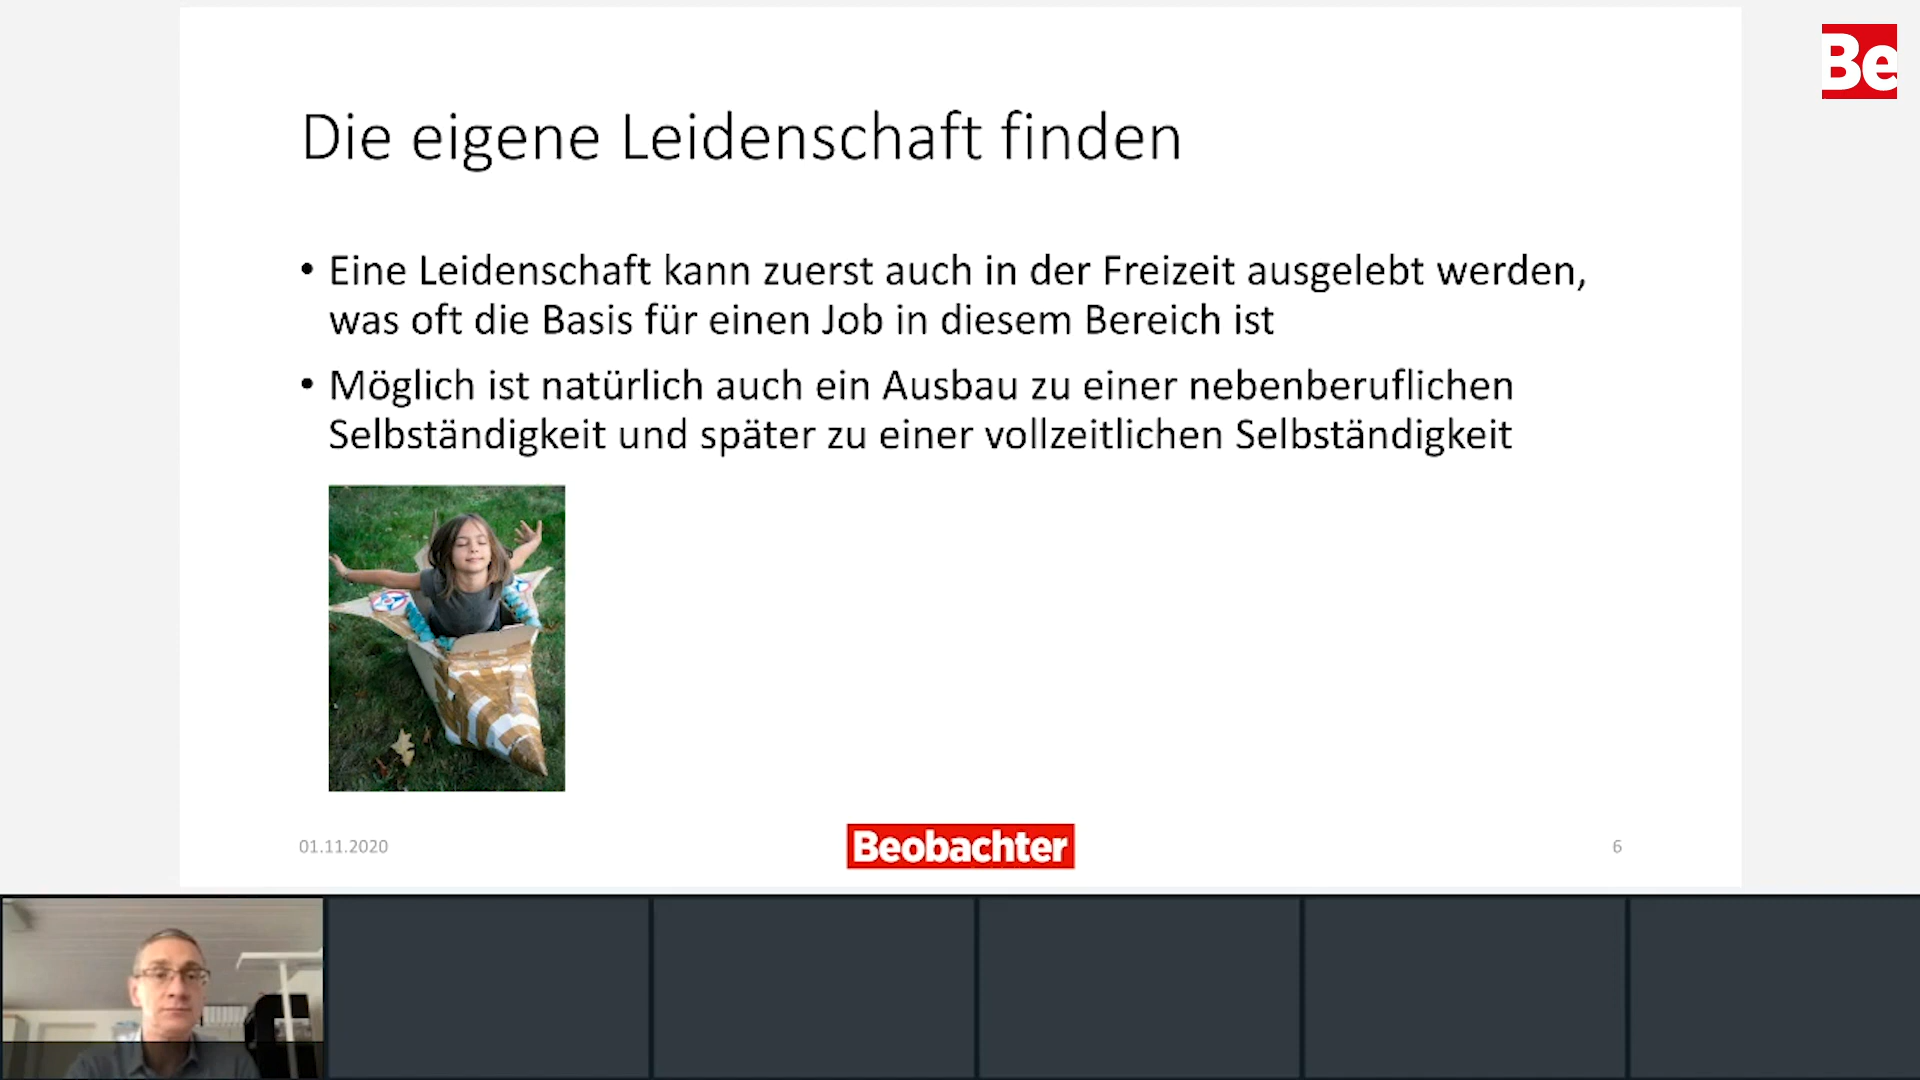 Be
Die eigene Leidenschaft finden
• Eine Leidenschaft kann zuerst auch in der Freizeit ausgelebt werden,
was oft die Basis für einen Job in diesem Bereich ist
• Möglich ist natürlich auch ein Ausbau zu einer nebenberuflichen
Selbständigkeit und später zu einer vollzeitlichen Selbständigkeit
01.11.2020
Beobachter
6